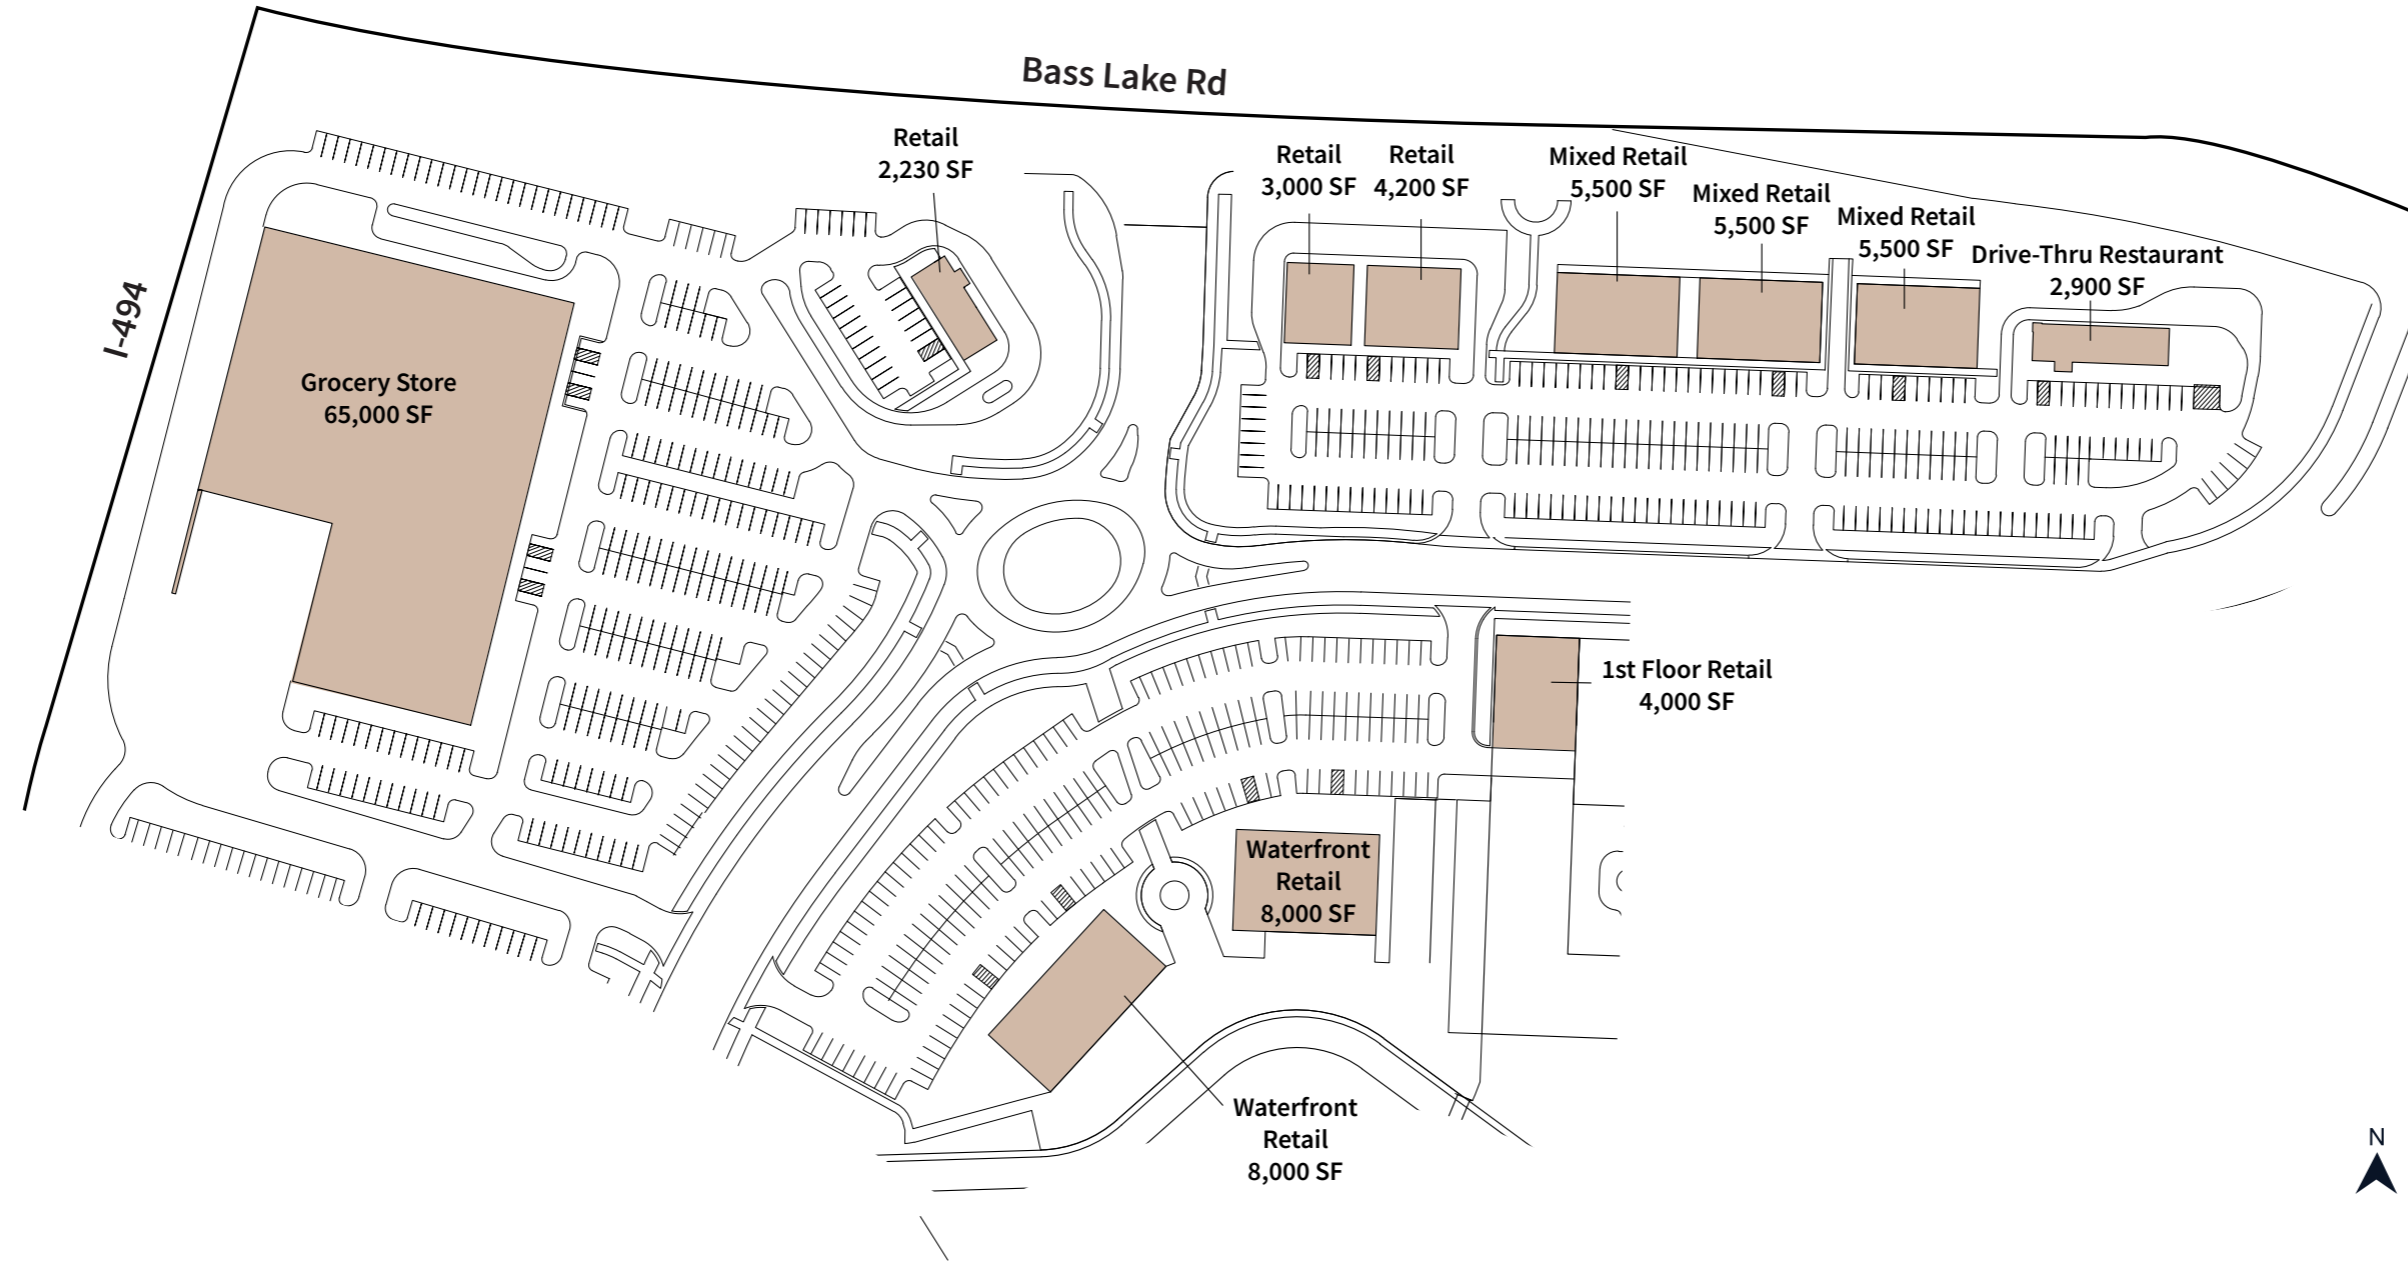 Bass Lake Rd
I-494
Retail
2,230 SF
Retail
3,000 SF
Retail
4,200 SF
Mixed Retail
5,500 SF
Mixed Retail
5,500 SF
Mixed Retail
5,500 SF
Drive-Thru Restaurant
2,900 SF
Grocery Store
65,000 SF
1st Floor Retail
4,000 SF
Waterfront
Retail
8,000 SF
Waterfront
Retail
8,000 SF
N